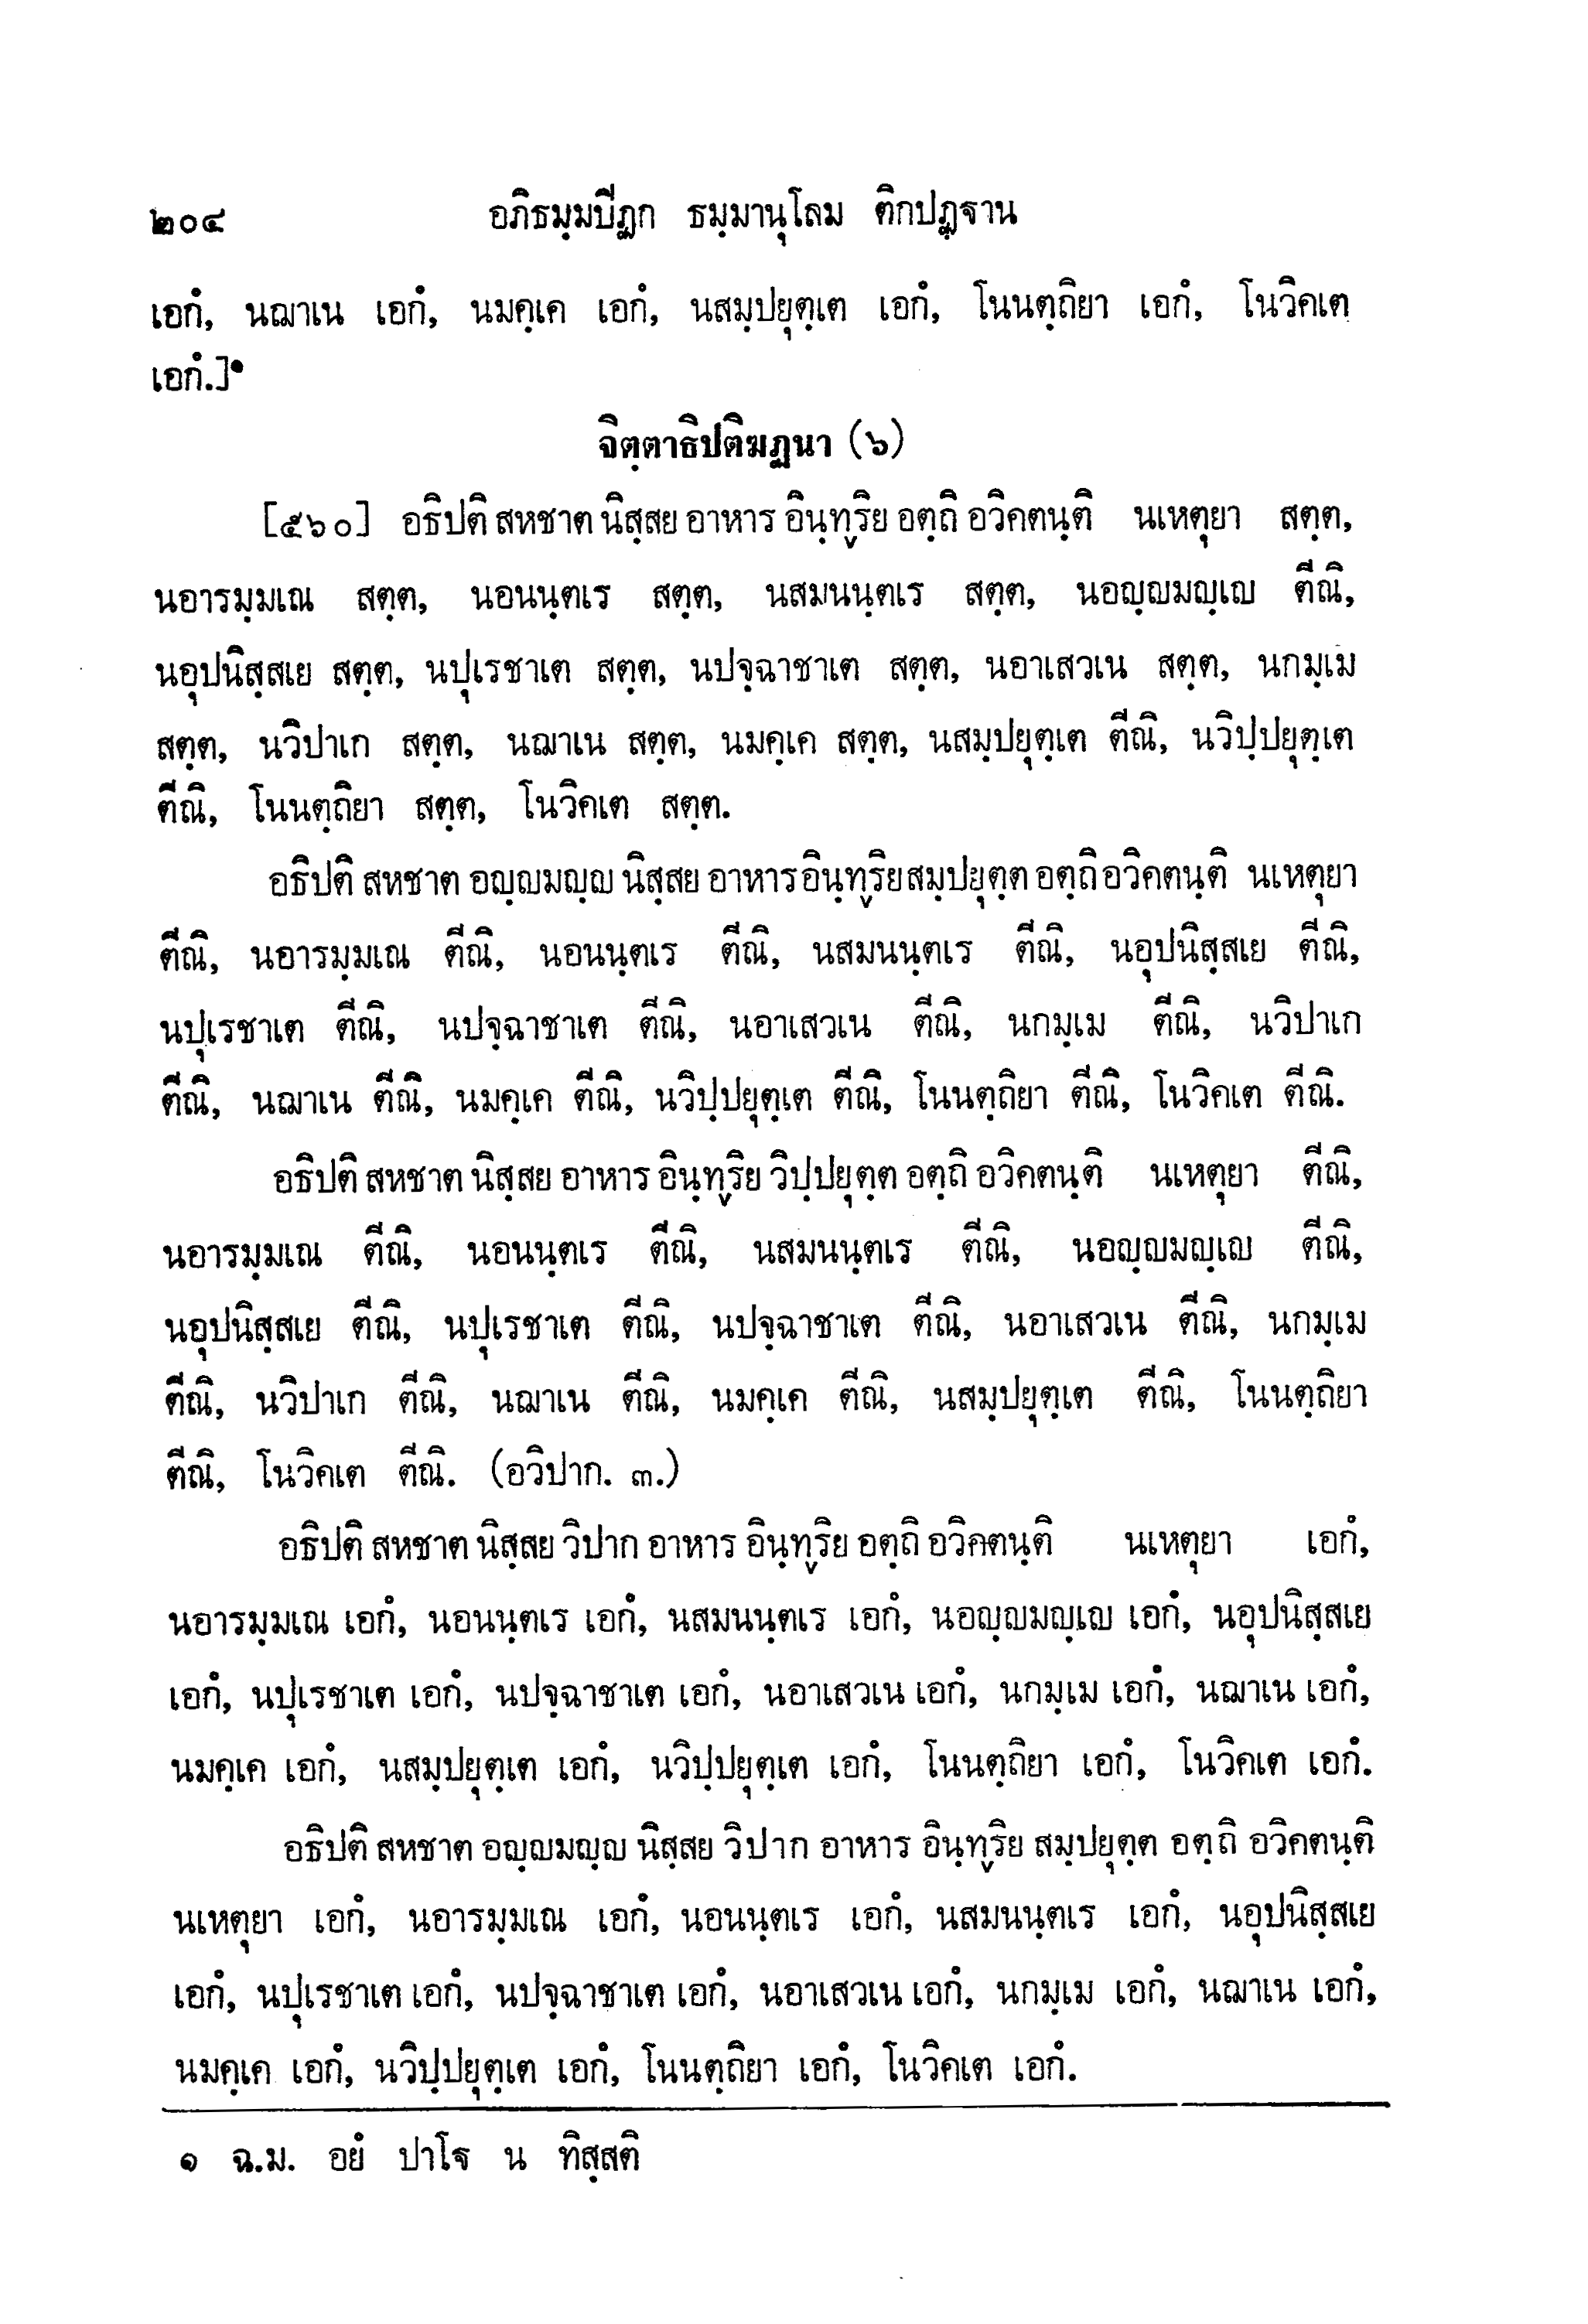 ๒๐๔ อภิธมฺมปิฏก ธมฺมานุโลม ติกปฏฺฐาน
เอกํ, นฌาเน เอกํ, นมคฺเค เอกํ, นสมฺปยุตฺเต เอกํ, โนนตฺถิยา เอกํ, โนวิคเต
เอกํ.]๑
จิตฺตาธิปติฆฏนา (๖)
[๕๖๐] อธิปติ สหชาต นิสฺสย อาหาร อินฺทฺริย อตฺถิ อวิคตนฺติ นเหตุยา สตฺต,
นอารมฺมเณ สตฺต, นอนนฺตเร สตฺต, นสมนนฺตเร สตฺต, นอญฺญมญฺเญ ตีณิ,
นอุปนิสฺสเย สตฺต, นปุเรชาเต สตฺต, นปจฺฉาชาเต สตฺต, นอาเสวเน สตฺต, นกมฺเม
สตฺต, นวิปาเก สตฺต, นฌาเน สตฺต, นมคฺเค สตฺต, นสมฺปยุตฺเต ตีณิ, นวิปฺปยุตฺเต
ตีณิ, โนนตฺถิยา สตฺต, โนวิคเต สตฺต.
อธิปติ สหชาต อญฺญมญฺญ นิสฺสย อาหาร อินฺทฺริย สมฺปยุตฺต อตฺถิ อวิคตนฺติ นเหตุยา
ตีณิ, นอารมฺมเณ ตีณิ, นอนนฺตเร ตีณิ, นสมนนฺตเร ตีณิ, นอุปนิสฺสเย ตีณิ,
นปุเรชาเต ตีณิ, นปจฺฉาชาเต ตีณิ, นอาเสวเน ตีณิ, นกมฺเม ตีณิ, นวิปาเก
ตีณิ, นฌาเน ตีณิ, นมคฺเค ตีณิ, นวิปฺปยุตฺเต ตีณิ, โนนตฺถิยา ตีณิ, โนวิคเต ตีณิ.
อธิปติ สหชาต นิสฺสย อาหาร อินฺทฺริย วิปฺปยุตฺต อตฺถิ อวิคตนฺติ นเหตุยา ตีณิ,
นอารมฺมเณ ตีณิ, นอนนฺตเร ตีณิ, นสมนนฺตเร ตีณิ, นอญฺญมญฺเญ ตีณิ,
นอุปนิสฺสเย ตีณิ, นปุเรชาเต ตีณิ, นปจฺฉาชาเต ตีณิ, นอาเสวเน ตีณิ, นกมฺเม
ตีณิ, นวิปาเก ตีณิ, นฌาเน ตีณิ, นมคฺเค ตีณิ, นสมฺปยุตฺเต ตีณิ, โนนตฺถิยา
ตีณิ, โนวิคเต ตีณิ. (อวิปาก. ๓.)
อธิปติ สหชาต นิสฺสย วิปาก อาหาร อินฺทฺริย อตฺถิ อวิคตนฺติ นเหตุยา เอกํ,
นอารมฺมเณ เอกํ, นอนนฺตเร เอกํ, นสมนนฺตเร เอกํ, นอญฺญมญฺเญ เอกํ, นอุปนิสฺสเย
เอกํ, นปุเรชาเต เอกํ, นปจฺฉาชาเต เอกํ, นอาเสวเน เอกํ, นกมฺเม เอกํ, นฌาเน เอกํ,
นมคฺเค เอกํ, นสมฺปยุตฺเต เอกํ, นวิปฺปยุตฺเต เอกํ, โนนตฺถิยา เอกํ, โนวิคเต เอกํ.
อธิปติ สหชาต อญฺญมญฺญ นิสฺสย วิปาก อาหาร อินฺทฺริย สมฺปยุตฺต อตฺถิ อวิคตนฺติ
นเหตุยา เอกํ, นอารมฺมเณ เอกํ, นอนนฺตเร เอกํ, นสมนนฺตเร เอกํ, นอุปนิสฺสเย
เอกํ, นปุเรชาเต เอกํ, นปจฺฉาชาเต เอกํ, นอาเสวเน เอกํ, นกมฺเม เอกํ, นฌาเน เอกํ,
นมคฺเค เอกํ, นวิปฺปยุตฺเต เอกํ, โนนตฺถิยา เอกํ, โนวิคเต เอกํ.
๑ ฉ.ม. อยํ ปาโฐ น ทิสฺสติ